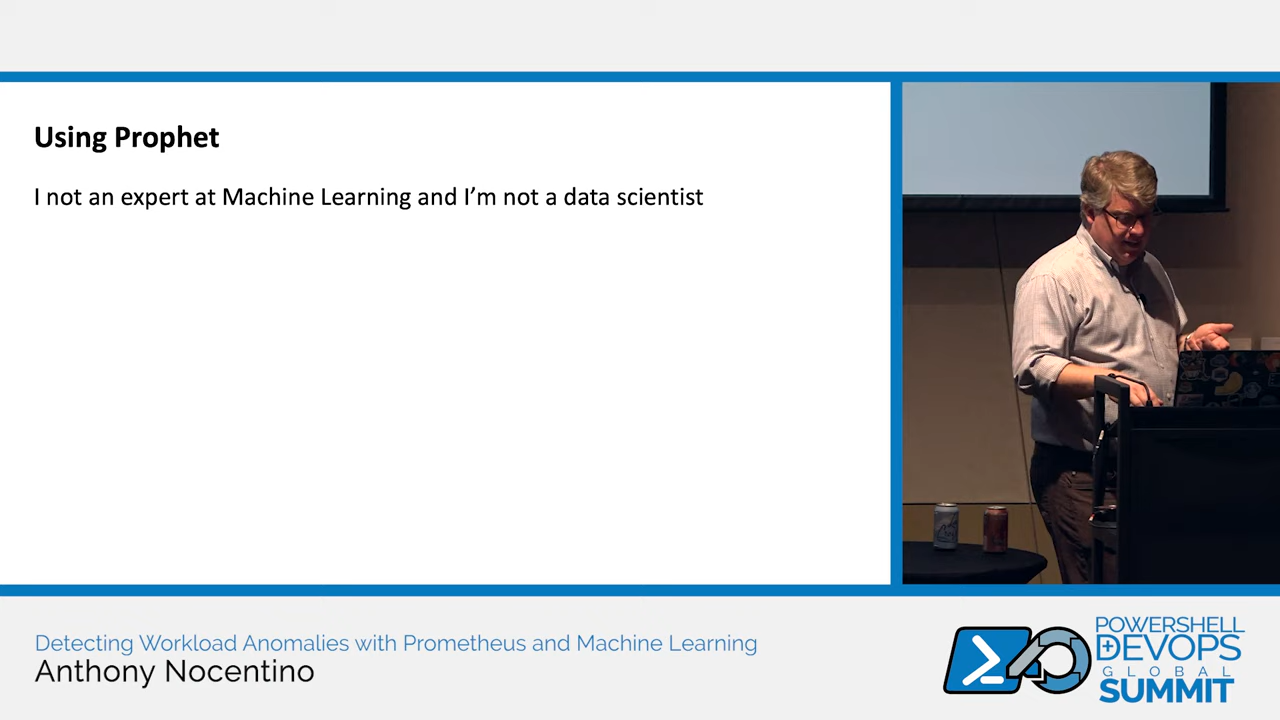 Using Prophet
I not an expert at Machine Learning and I'm not a data scientist
Detecting Workload Anomalies with Prometheus and Machine Learning
Anthony Nocentino
POWERSHELL
DEVOPS
GLOBAL
SUMMIT